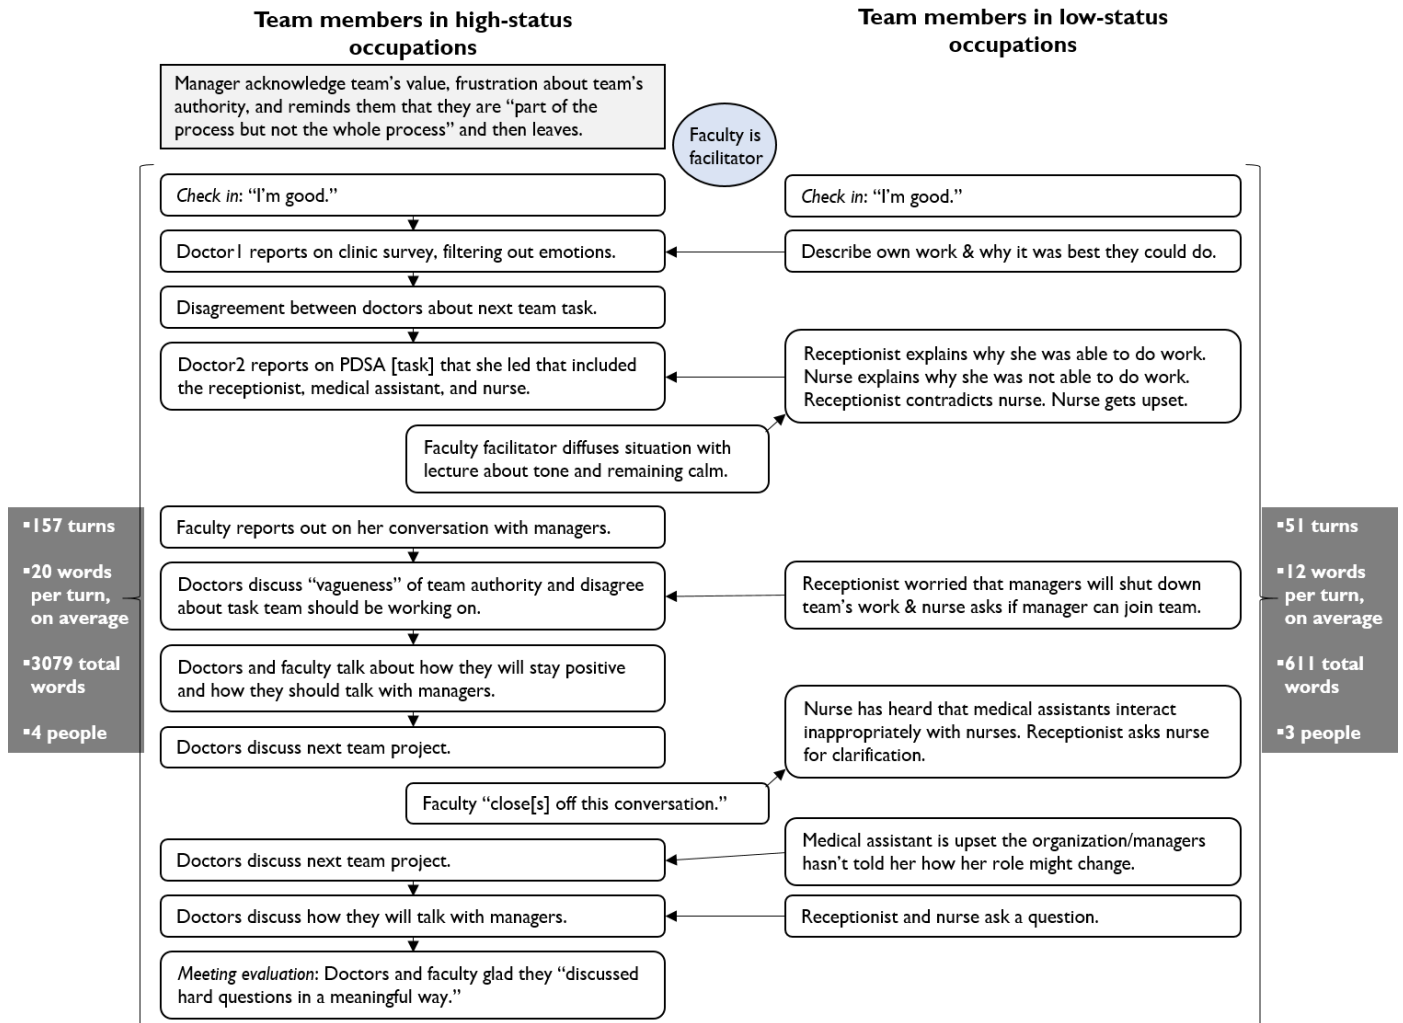 Team members in high-status
occupations
Team members in low-status
occupations
Manager acknowledge team's value, frustration about team's
authority, and reminds them that they are “part of the
process but not the whole process” and then leaves.
Faculty is
facilitator
Check in: “I'm good.”
Check in: “I'm good.”
Doctor1 reports on clinic survey, filtering out emotions.
Describe own work & why it was best they could do.
Disagreement between doctors about next team task.
Doctor2 reports on PDSA [task] that she led that included
the receptionist, medical assistant, and nurse.
Receptionist explains why she was able to do work.
Nurse explains why she was not able to do work.
Receptionist contradicts nurse. Nurse gets upset.
Faculty facilitator diffuses situation with
lecture about tone and remaining calm.
Faculty reports out on her conversation with managers.
Doctors discuss “vagueness” of team authority and disagree
about task team should be working on.
Receptionist worried that managers will shut down
team's work & nurse asks if manager can join team.
Doctors and faculty talk about how they will stay positive
and how they should talk with managers.
Doctors discuss next team project.
Nurse has heard that medical assistants interact
inappropriately with nurses. Receptionist asks nurse
for clarification.
Faculty “close[s] off this conversation.”
Doctors discuss next team project.
Medical assistant is upset the organization/managers
hasn't told her how her role might change.
Doctors discuss how they will talk with managers.
Receptionist and nurse ask a question.
Meeting evaluation: Doctors and faculty glad they “discussed
hard questions in a meaningful way.”
▪157 turns
▪20 words
per turn,
on average
▪3079 total
words
▪4 people
▪51 turns
▪12 words
per turn,
on average
▪611 total
words
▪3 people